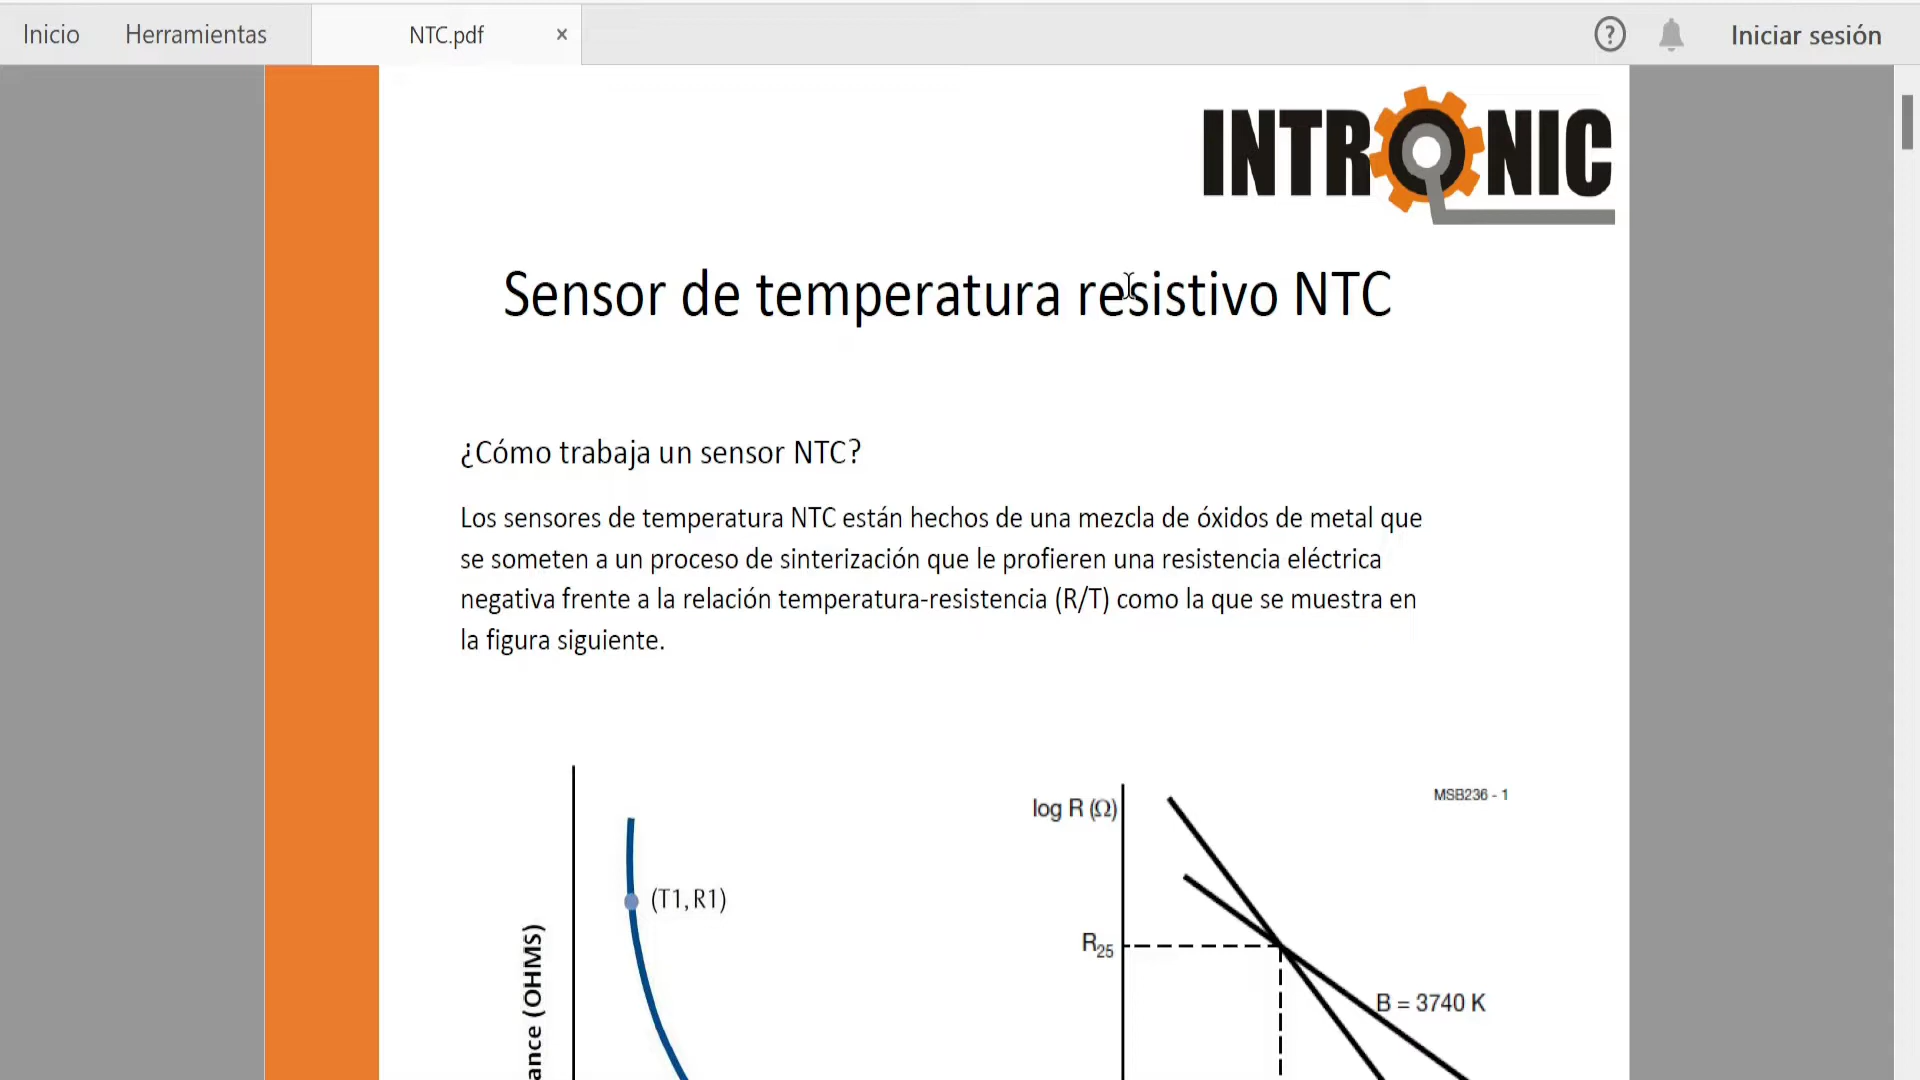 Inicio
Herramientas
NTC.pdf
×
?
Iniciar sesión
INTRONIC
Sensor de temperatura resistivo NTC
¿Cómo trabaja un sensor NTC?
Los sensores de temperatura NTC están hechos de una mezcla de óxidos de metal que
se someten a un proceso de sinterización que le profieren una resistencia eléctrica
negativa frente a la relación temperatura-resistencia (R/T) como la que se muestra en
la figura siguiente.
(T1,R1)
ance (OHMS)
log R (Ω)
MSB236 - 1
R25
B = 3740 K